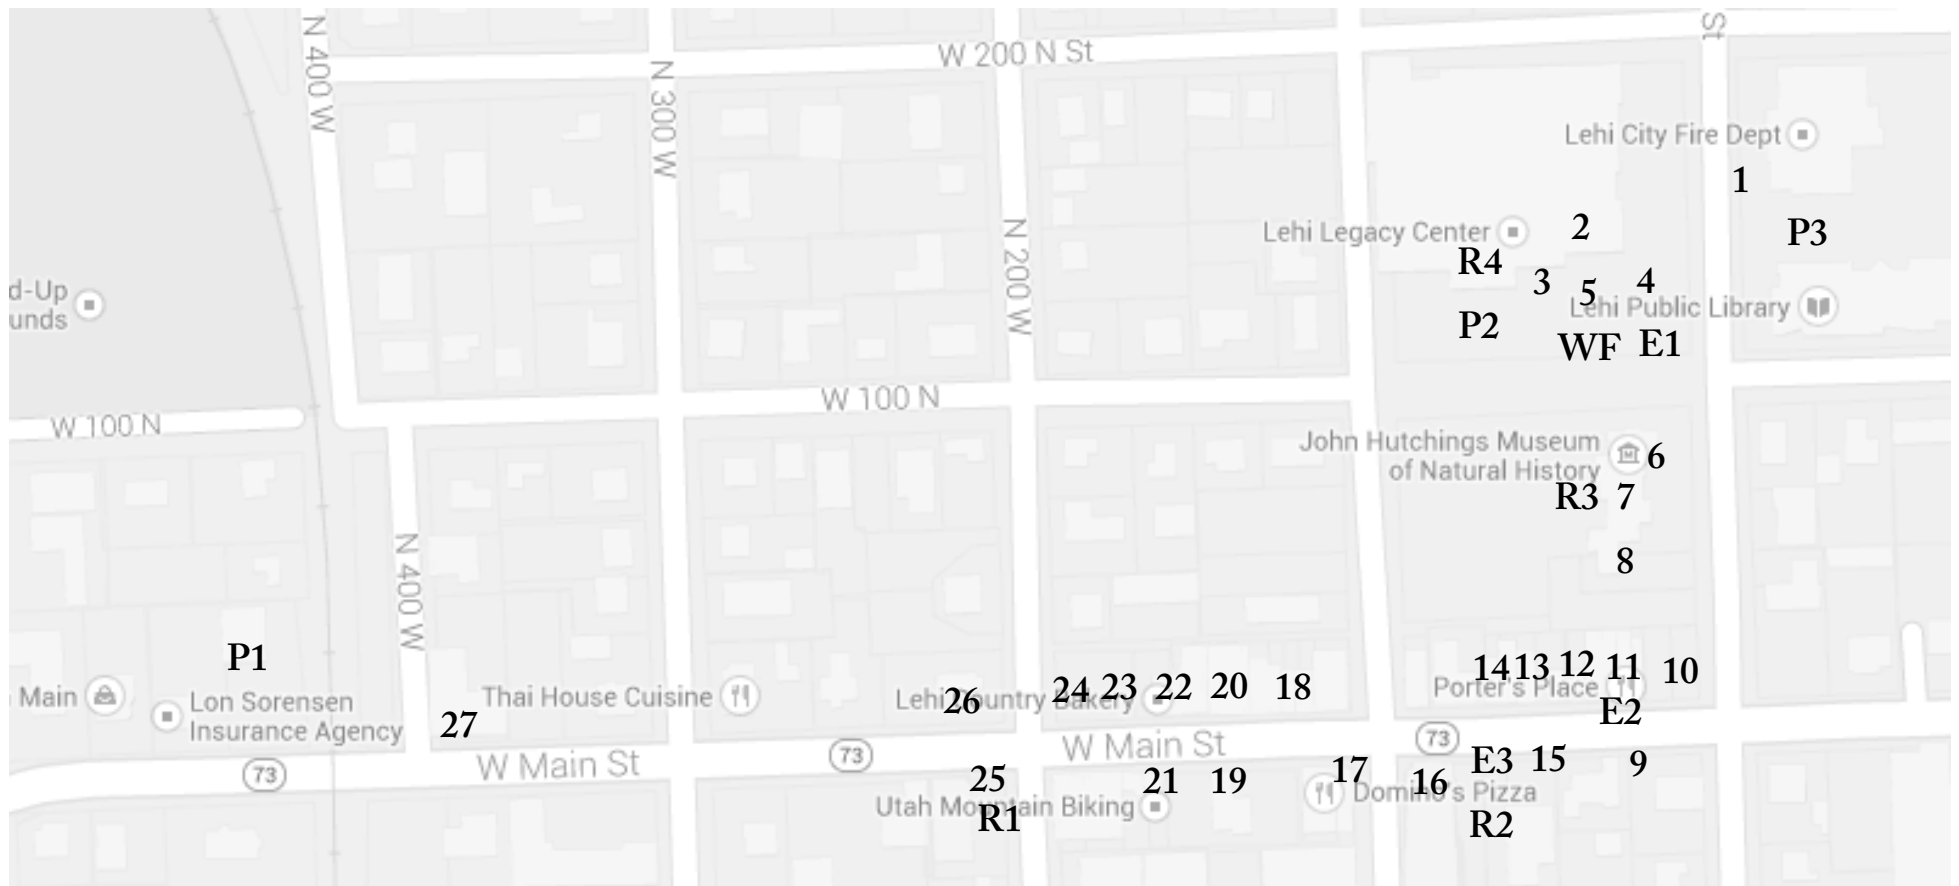 St
N 400 W
W 200 N St
N 300 W
Lehi City Fire Dept
1
N 200 W
Lehi Legacy Center
2
P3
R4
3
5
4
d-Up
unds
Lehi Public Library
P2
WF
E1
W 100 N
W 100 N
John Hutchings Museum
of Natural History
6
R3
7
N 400 W
8
P1
Main
Lon Sorensen
Insurance Agency
27
Thai House Cuisine
Lehi Country Bakery
26
24
23
22
20
18
14
13
12
11
10
Porter's Place
E2
73
W Main St
73
W Main St
73
E3
15
9
25
21
19
17
16
Domino's Pizza
Utah Mountain Biking
R1
R2